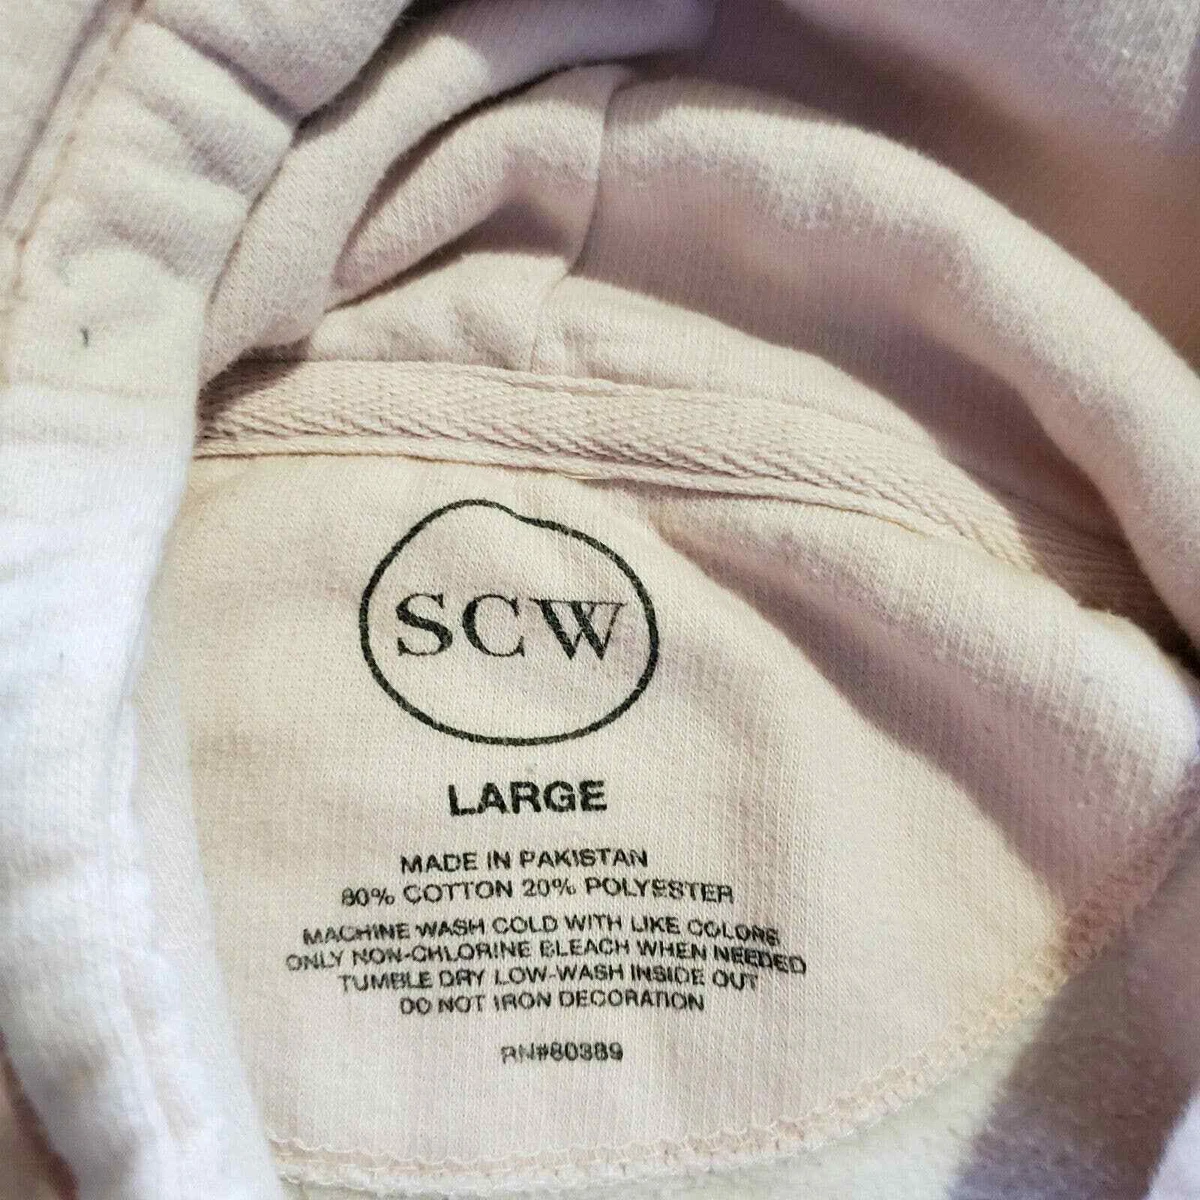 SCW
LARGE
MADE IN PAKISTAN
80% COTTON 20% POLYESTER
MACHINE WASH COLD WITH LIKE COLORS
ONLY NON-CHLORINE BLEACH WHEN NEEDED
TUMBLE DRY LOW-WASH INSIDE OUT
DO NOT IRON DECORATION
RN#80389